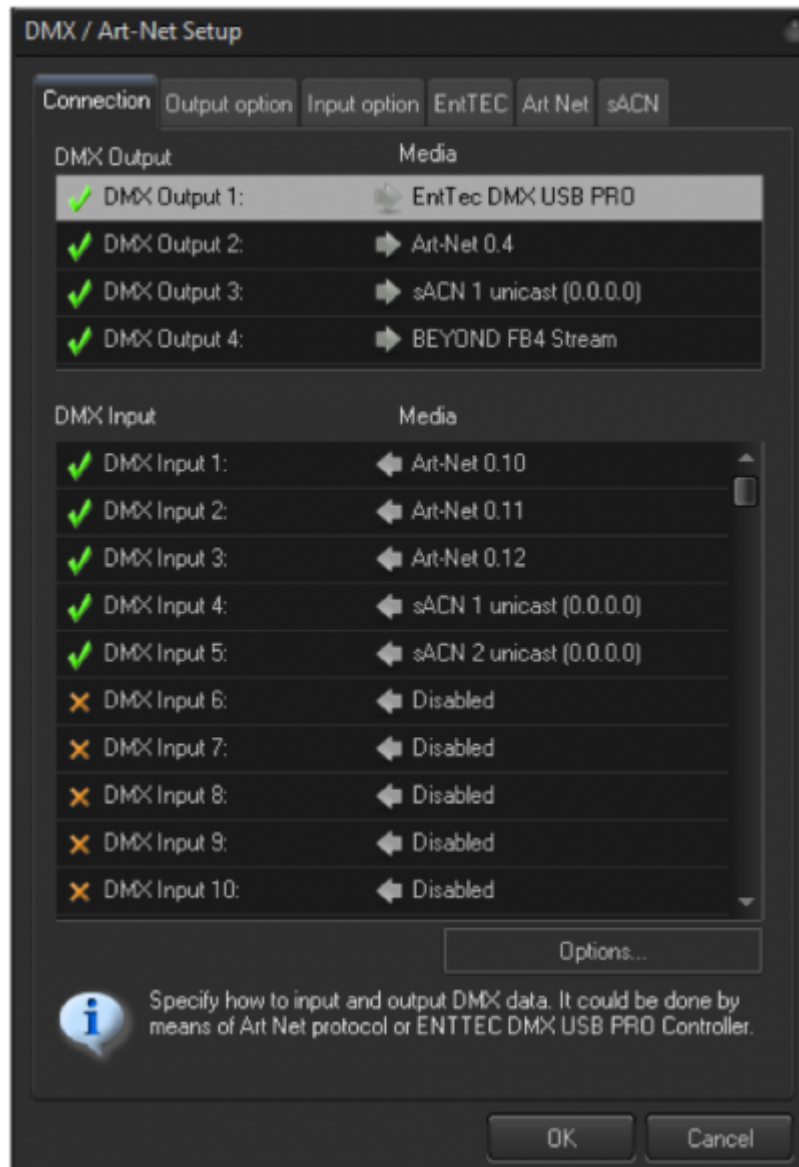 DMX / Art-Net Setup
Connection Output option Input option EntTEC Art Net sACN
DMX Output Media
DMX Output 1: EntTec DMX USB PRO
DMX Output 2: Art-Net 0.4
DMX Output 3: sACN 1 unicast (0.0.0.0)
DMX Output 4: BEYOND FB4 Stream
DMX Input Media
DMX Input 1: Art-Net 0.10
DMX Input 2: Art-Net 0.11
DMX Input 3: Art-Net 0.12
DMX Input 4: sACN 1 unicast (0.0.0.0)
DMX Input 5: sACN 2 unicast (0.0.0.0)
DMX Input 6: Disabled
DMX Input 7: Disabled
DMX Input 8: Disabled
DMX Input 9: Disabled
DMX Input 10: Disabled
Options...
Specify how to input and output DMX data. It could be done by
means of Art Net protocol or ENTTEC DMX USB PRO Controller.
OK Cancel